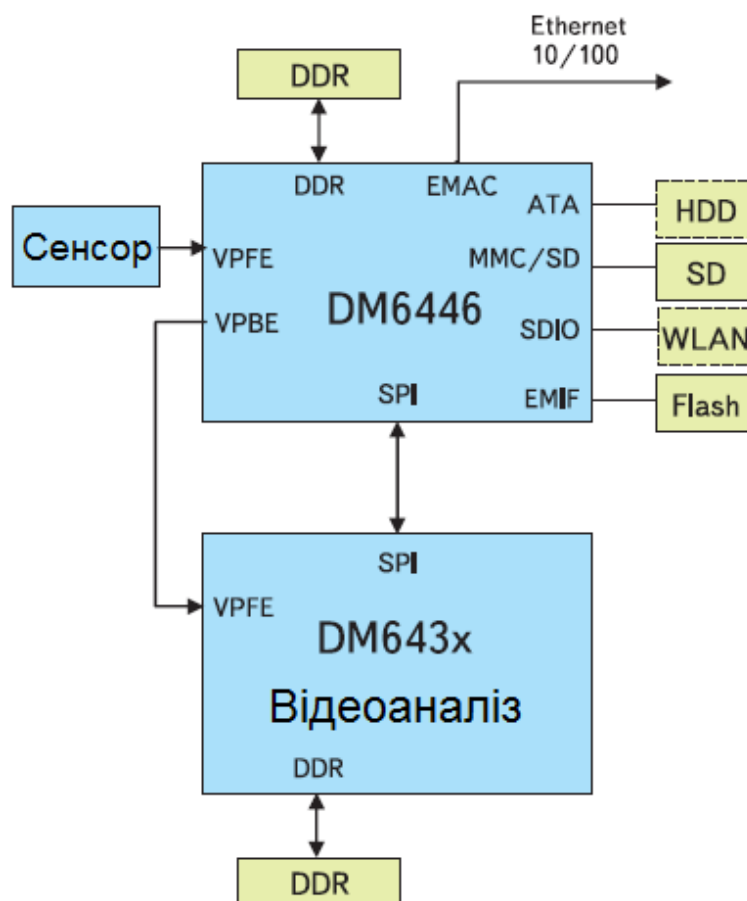 Ethernet
10/100
DDR
DDR
EMAC
ATA
HDD
Сенсор
VPFE
MMC/SD
SD
VPBE
DM6446
SDIO
WLAN
SPI
EMIF
Flash
SPI
VPFE
DM643x
Відеоаналіз
DDR
DDR